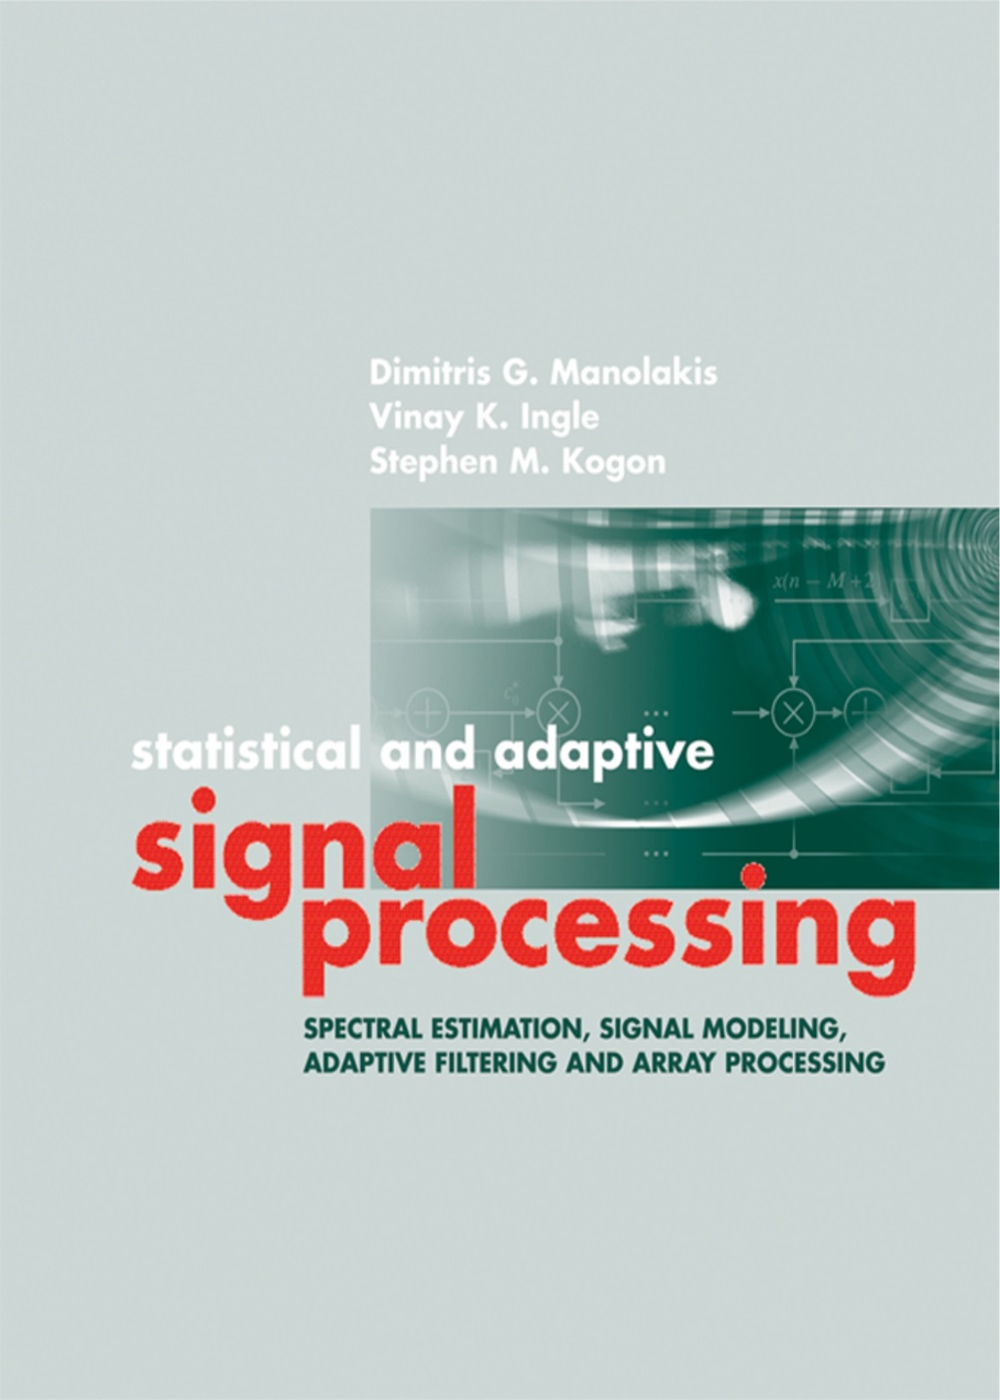 Dimitris G. Manolakis
Vinay K. Ingle
Stephen M. Kogon
x(n − M + 2)
statistical and adaptive
signal
processing
SPECTRAL ESTIMATION, SIGNAL MODELING,
ADAPTIVE FILTERING AND ARRAY PROCESSING